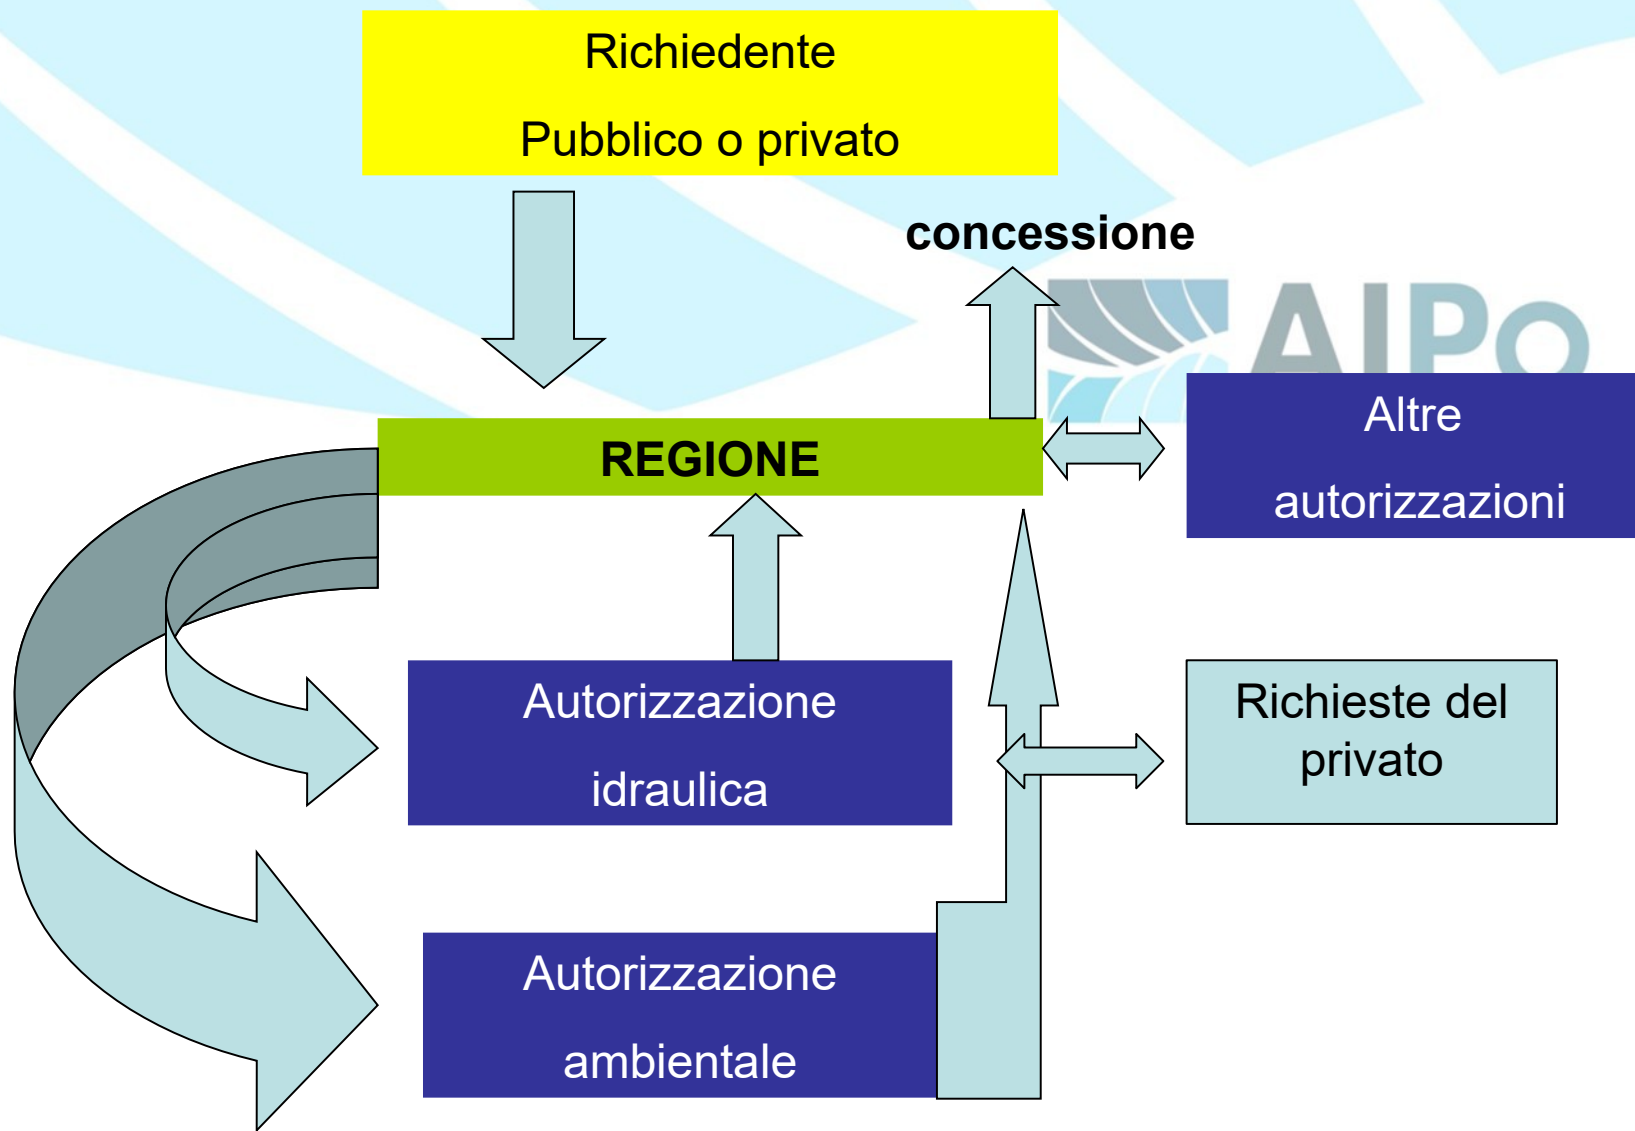 Richiedente
Pubblico o privato
concessione
AIPo
REGIONE
Altre
autorizzazioni
Autorizzazione
idraulica
Richieste del
privato
Autorizzazione
ambientale